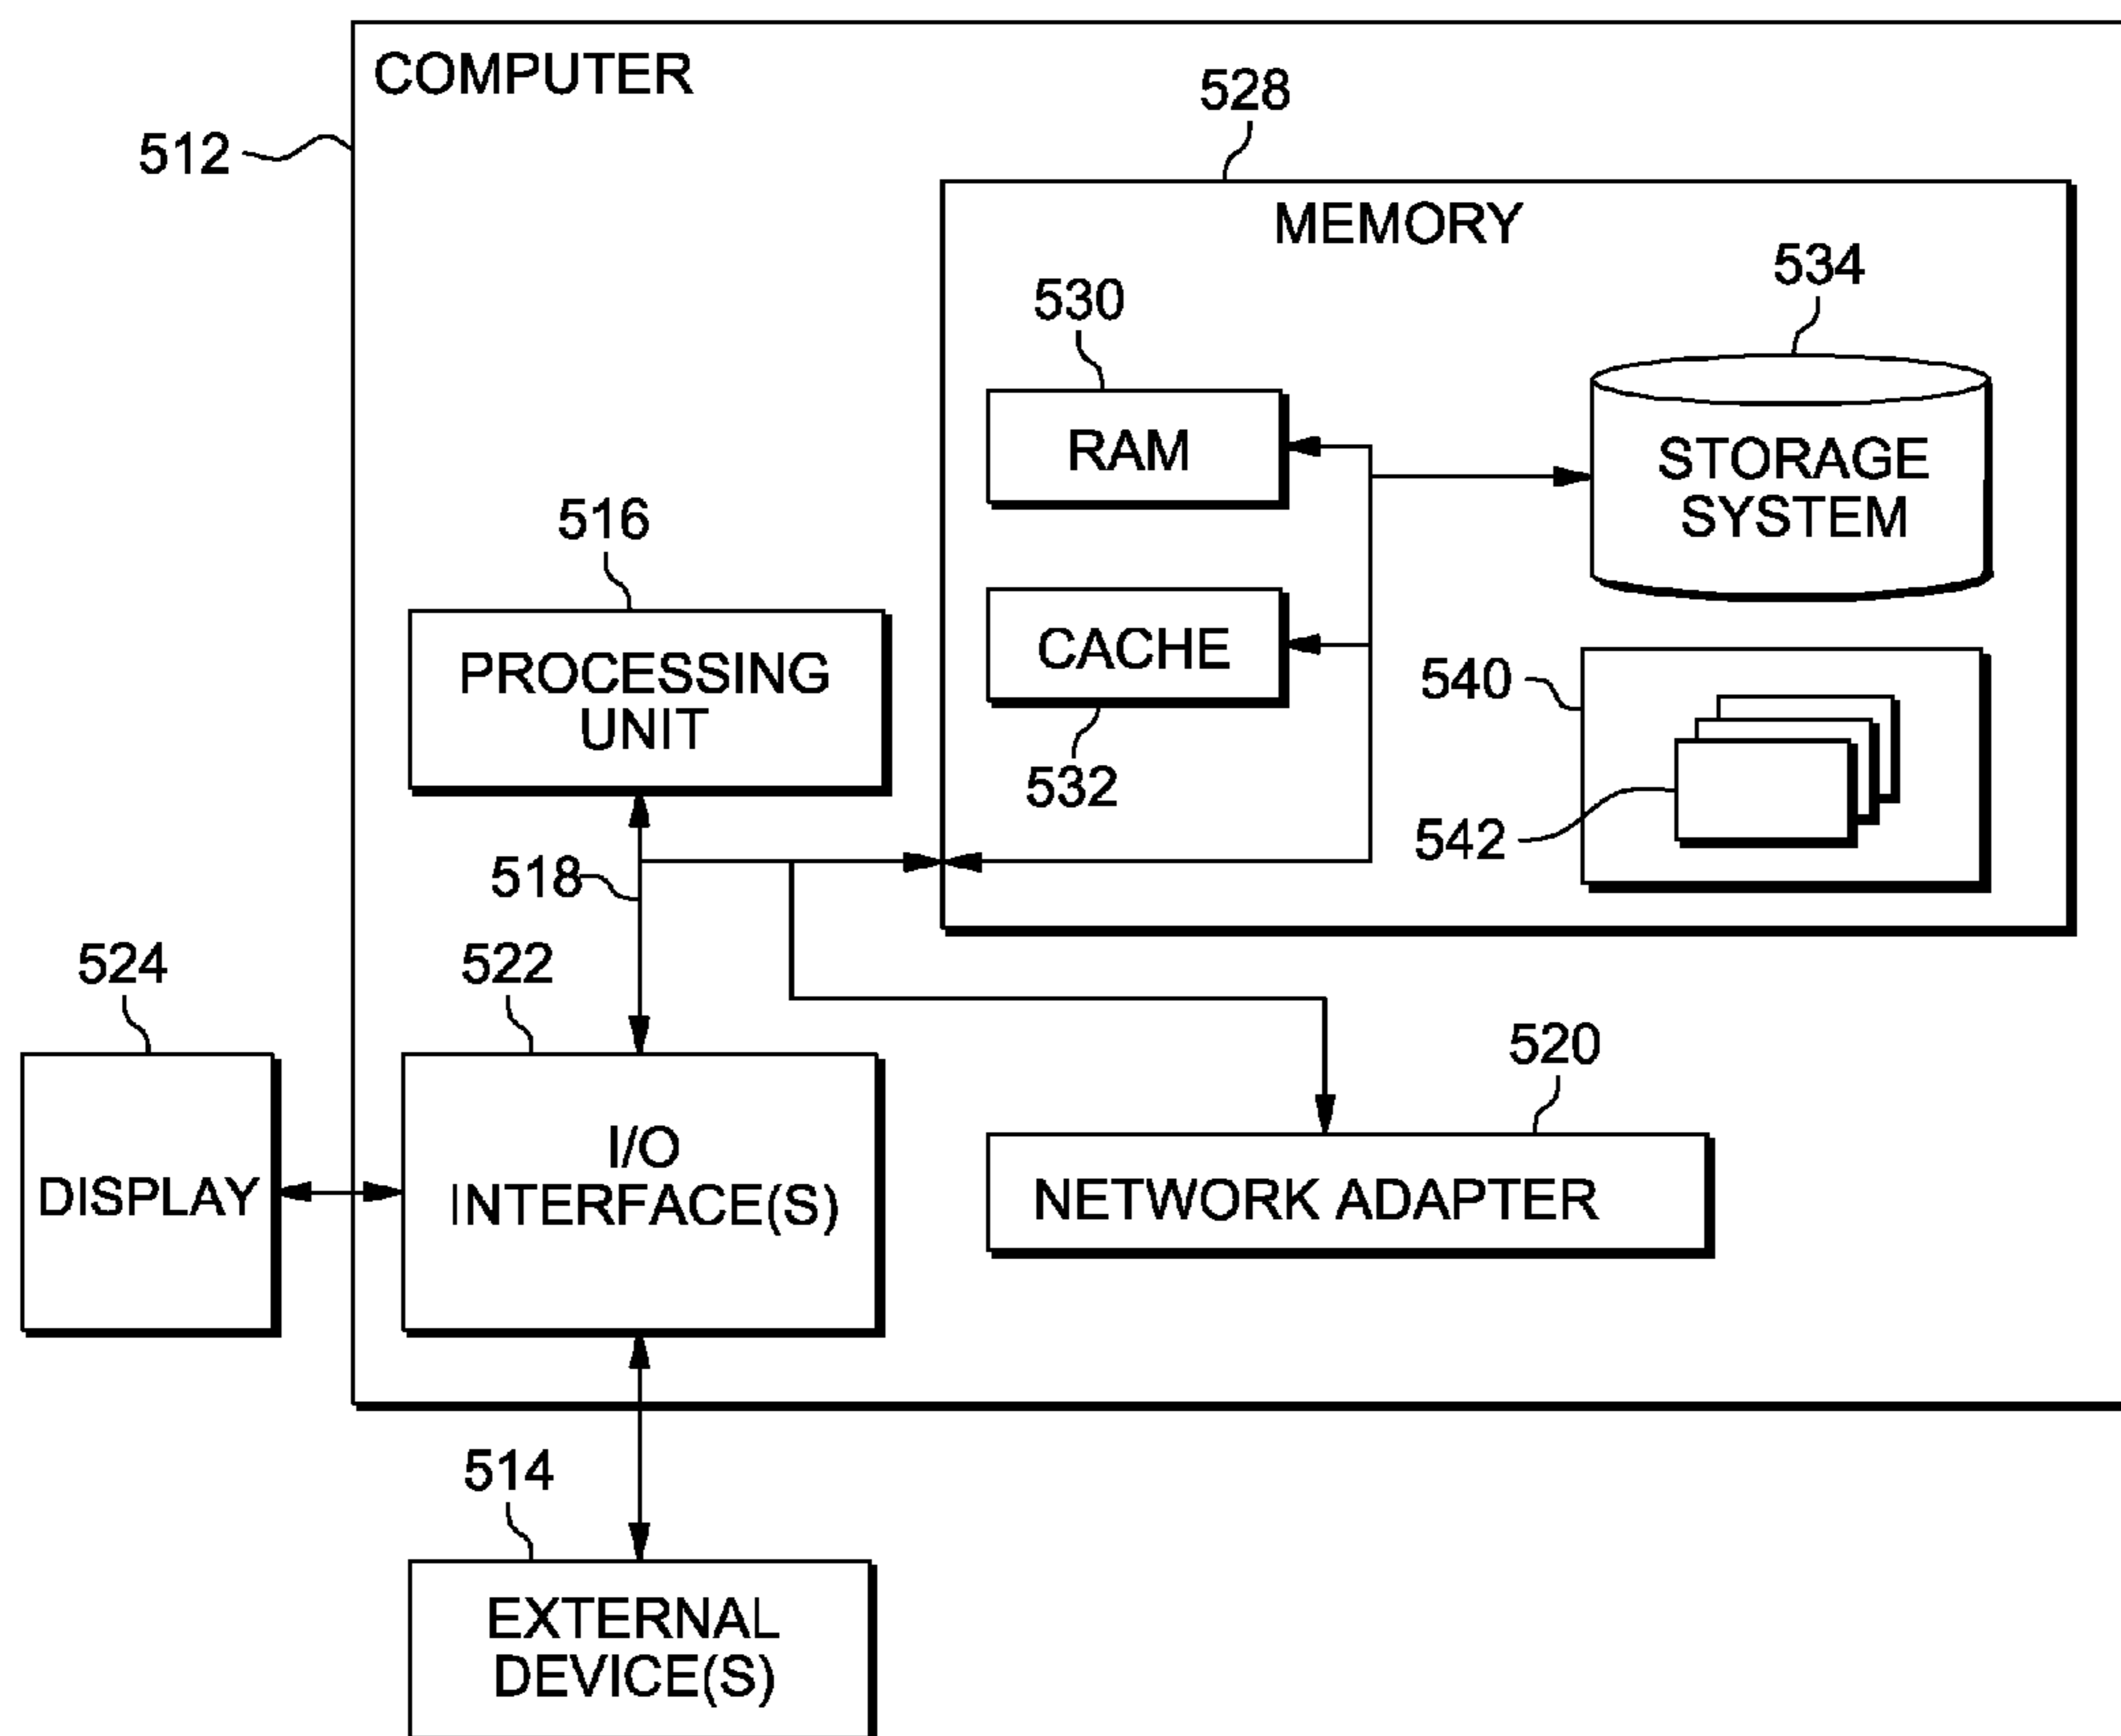 COMPUTER
528
512
MEMORY
534
530
RAM
STORAGE
SYSTEM
516
PROCESSING
UNIT
CACHE
540
532
542
518
524
522
520
DISPLAY
I/O
INTERFACE(S)
NETWORK ADAPTER
514
EXTERNAL
DEVICE(S)